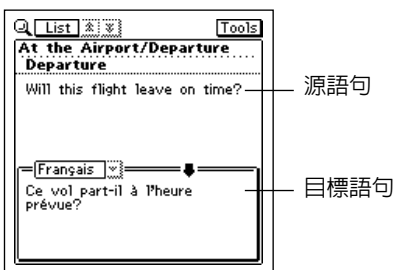 List Tools
At the Airport/Departure
Departure
Will this flight leave on time?
源語句
Français
Ce vol part-il à l'heure
prévue?
目標語句